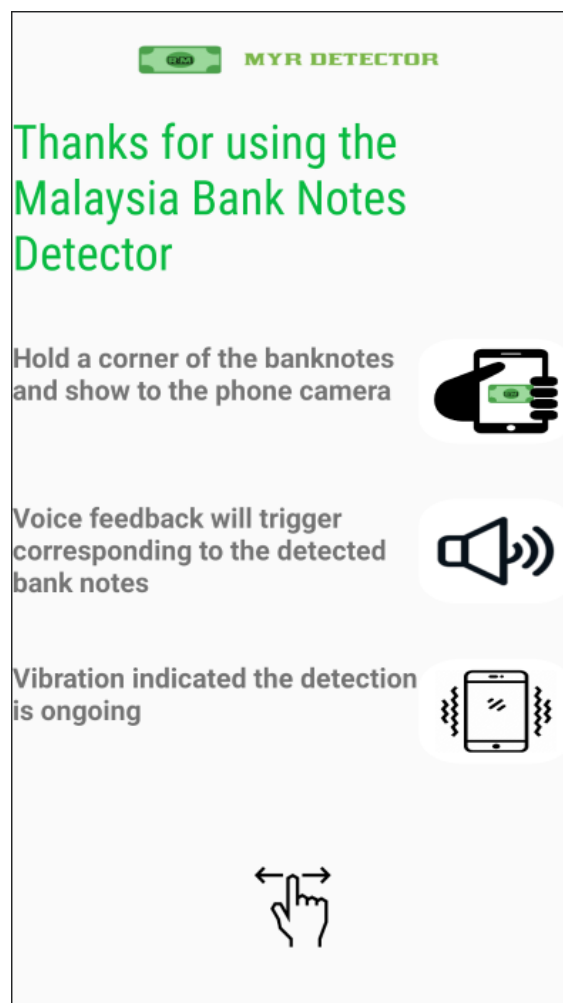 RM MYR DETECTOR
Thanks for using the
Malaysia Bank Notes
Detector
Hold a corner of the banknotes
and show to the phone camera
Voice feedback will trigger
corresponding to the detected
bank notes
Vibration indicated the detection
is ongoing